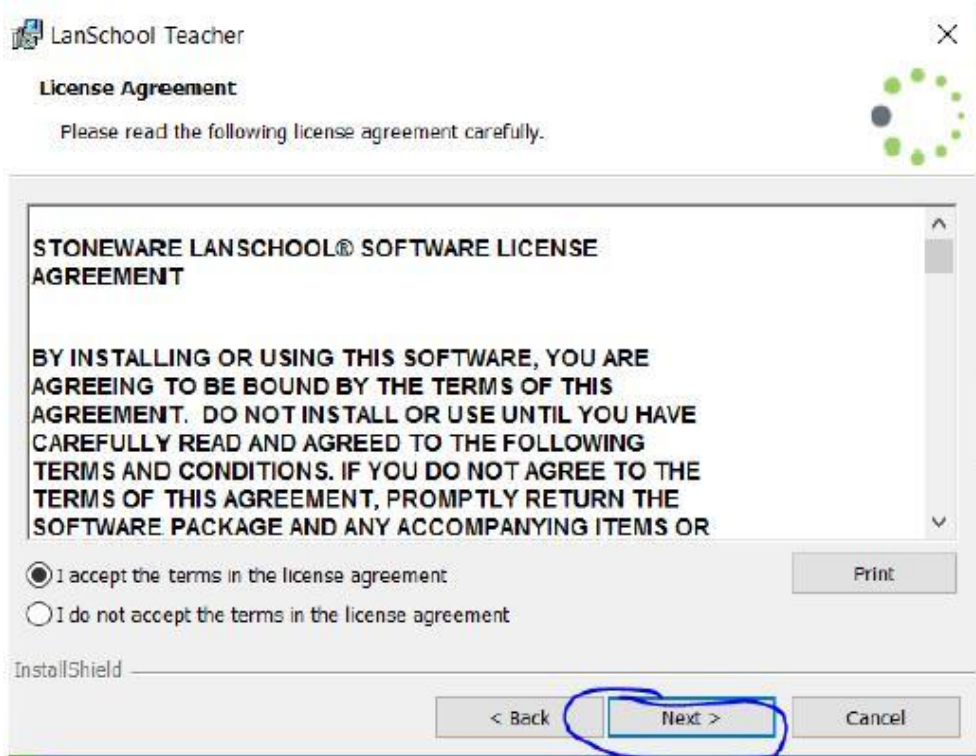 LanSchool Teacher
License Agreement
Please read the following license agreement carefully.
STONEWARE LANSCHOOL® SOFTWARE LICENSE
AGREEMENT
BY INSTALLING OR USING THIS SOFTWARE, YOU ARE
AGREEING TO BE BOUND BY THE TERMS OF THIS
AGREEMENT.  DO NOT INSTALL OR USE UNTIL YOU HAVE
CAREFULLY READ AND AGREED TO THE FOLLOWING
TERMS AND CONDITIONS. IF YOU DO NOT AGREE TO THE
TERMS OF THIS AGREEMENT, PROMPTLY RETURN THE
SOFTWARE PACKAGE AND ANY ACCOMPANYING ITEMS OR
I accept the terms in the license agreement
Print
I do not accept the terms in the license agreement
InstallShield
< Back Next > Cancel